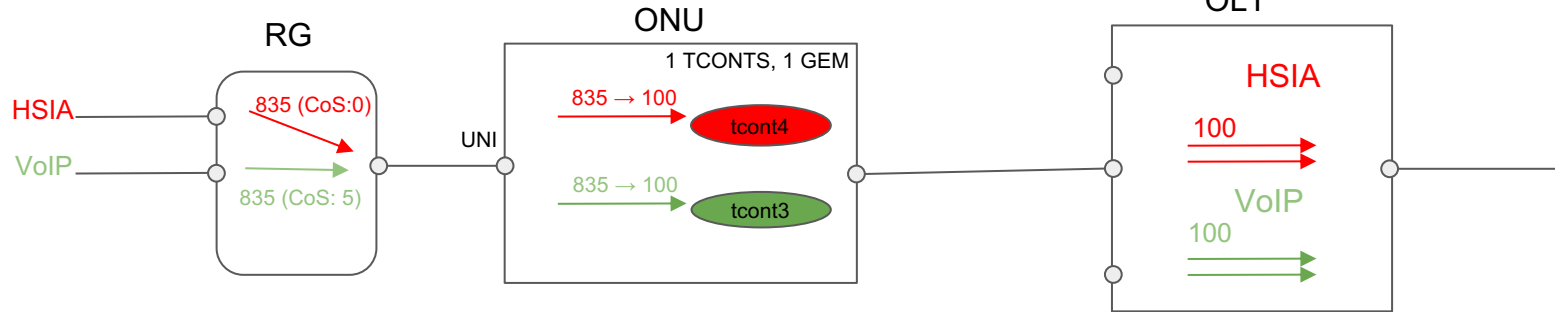 RG
HSIA
835 (CoS:0)
VoIP
835 (CoS: 5)
ONU
1 TCONTS, 1 GEM
UNI
835 → 100
tcont4
835 → 100
tcont3
OLT
HSIA
100
VoIP
100